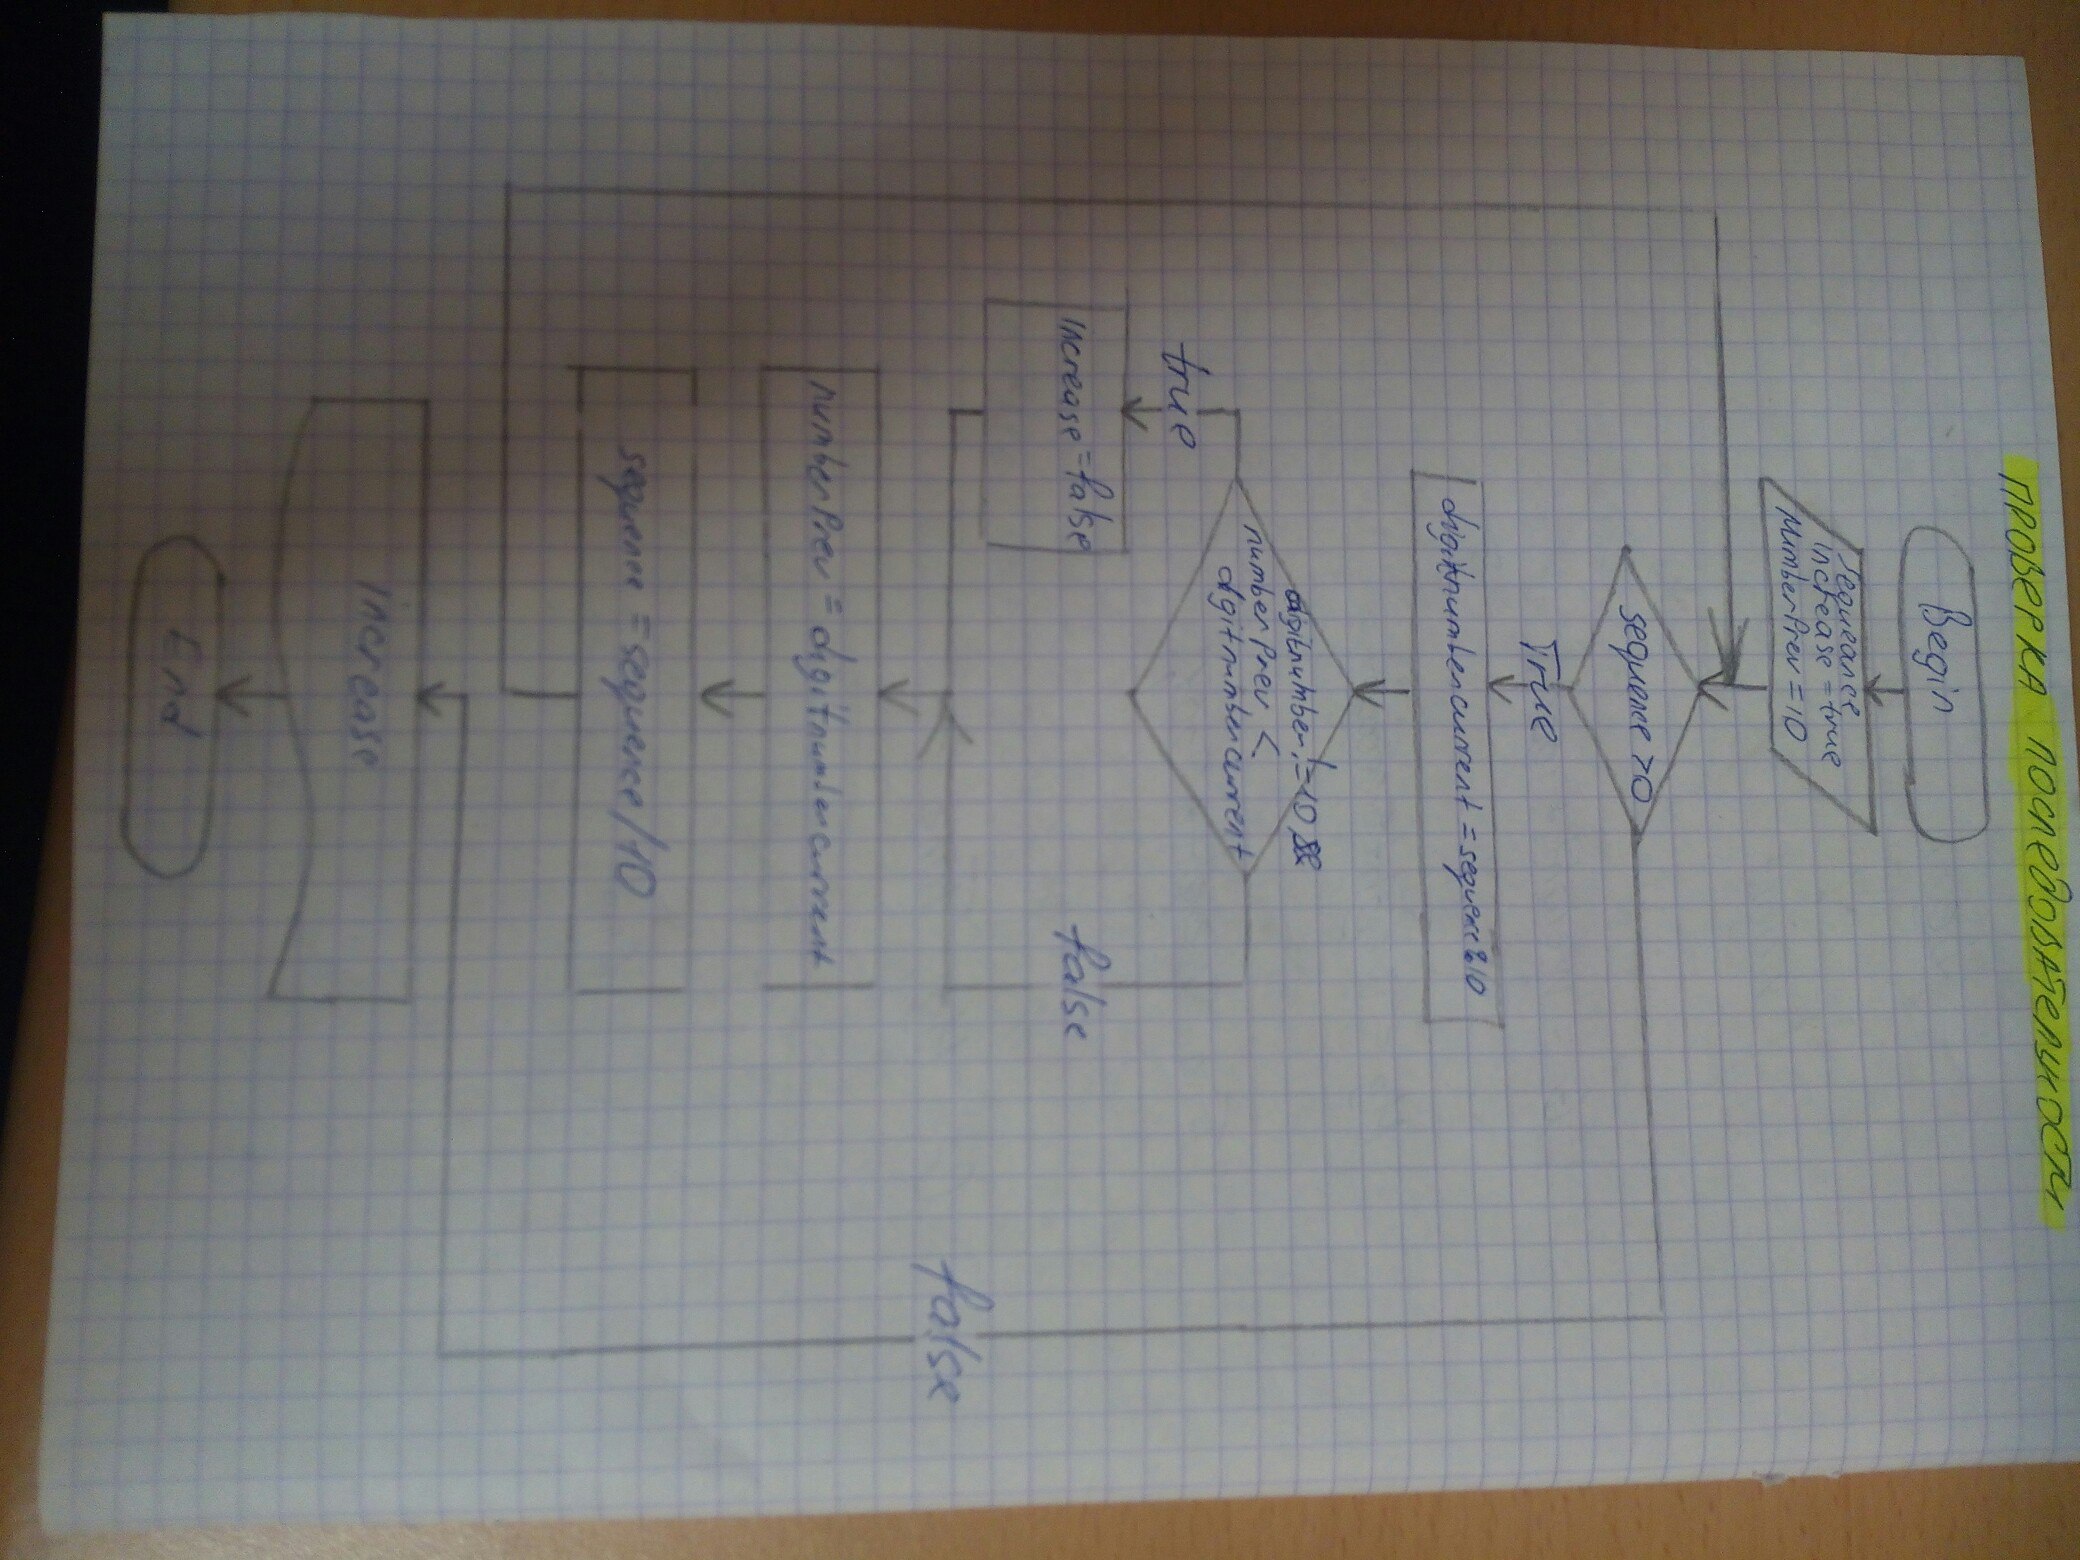 ПРОВЕРКА ПОСЛЕДОВАТЕЛЬНОСТИ
Begin
Sequeance
increase = true
NumberPrev = 10
sequence > 0
True
digitnumbercurrent = sequence % 10
digitnumber != 10 &&
numberPrev <
digitnumbercurrent
true
increase = false
false
false
numberPrev = digitnumbercurrent
sequence = sequence / 10
increase
End